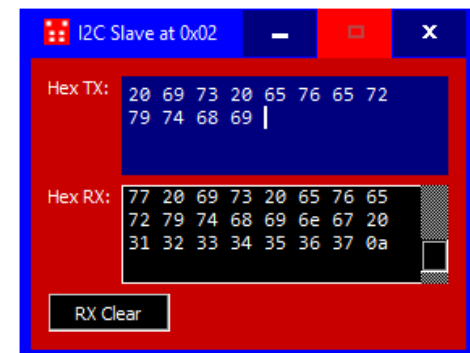 I2C Slave at 0x02
Hex TX:
20 69 73 20 65 76 65 72
79 74 68 69
Hex RX:
77 20 69 73 20 65 76 65
72 79 74 68 69 6e 67 20
31 32 33 34 35 36 37 0a
RX Clear